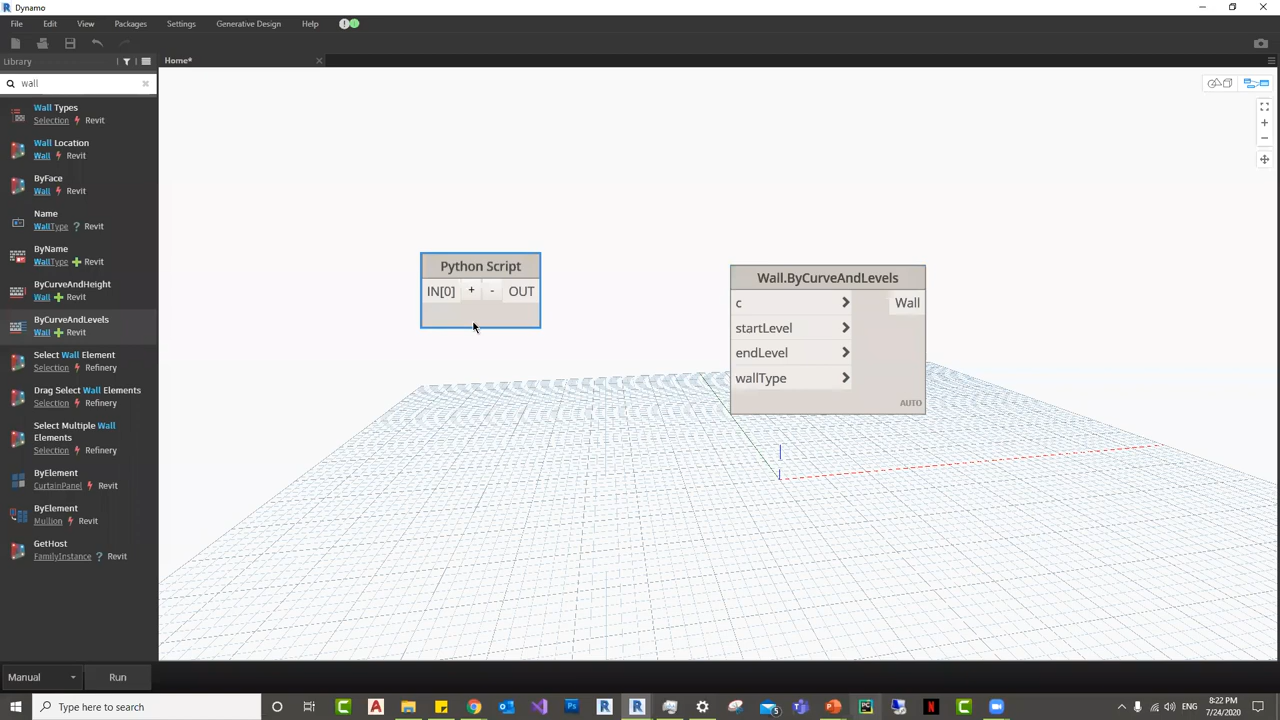 Dynamo
File Edit View Packages Settings Generative Design Help
Library
Home*
wall
Wall Types
Selection Revit
Wall Location
Wall Revit
ByFace
Wall Revit
Name
WallType ? Revit
ByName
WallType Revit
ByCurveAndHeight
Wall Revit
ByCurveAndLevels
Wall Revit
Select Wall Element
Selection Refinery
Drag Select Wall Elements
Selection Refinery
Select Multiple Wall
Elements
Selection Refinery
ByElement
CurtainPanel Revit
ByElement
Mullion Revit
GetHost
FamilyInstance ? Revit
Python Script
IN[0] + - OUT
Wall.ByCurveAndLevels
c > Wall
startLevel >
endLevel >
wallType >
AUTO
Manual Run
Type here to search
8:22 PM
7/24/2020